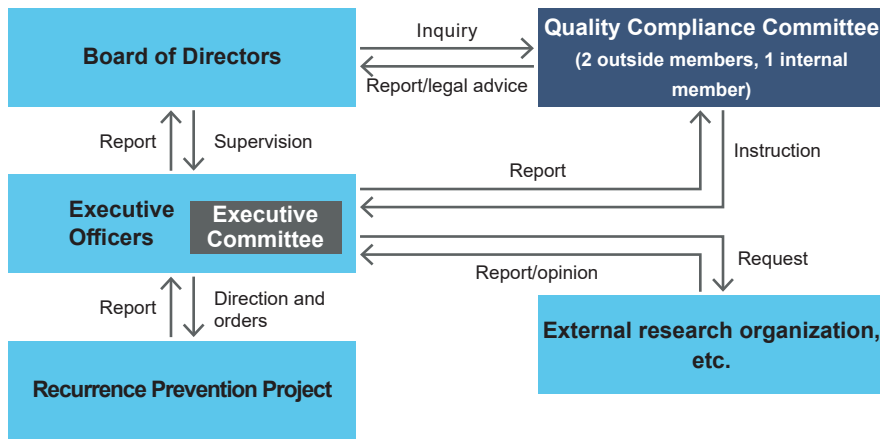 Board of Directors
Inquiry
Report/legal advice
Quality Compliance Committee
(2 outside members, 1 internal
member)
Report
Supervision
Instruction
Report
Executive
Officers
Executive
Committee
Request
Report/opinion
Report
Direction and
orders
External research organization,
etc.
Recurrence Prevention Project